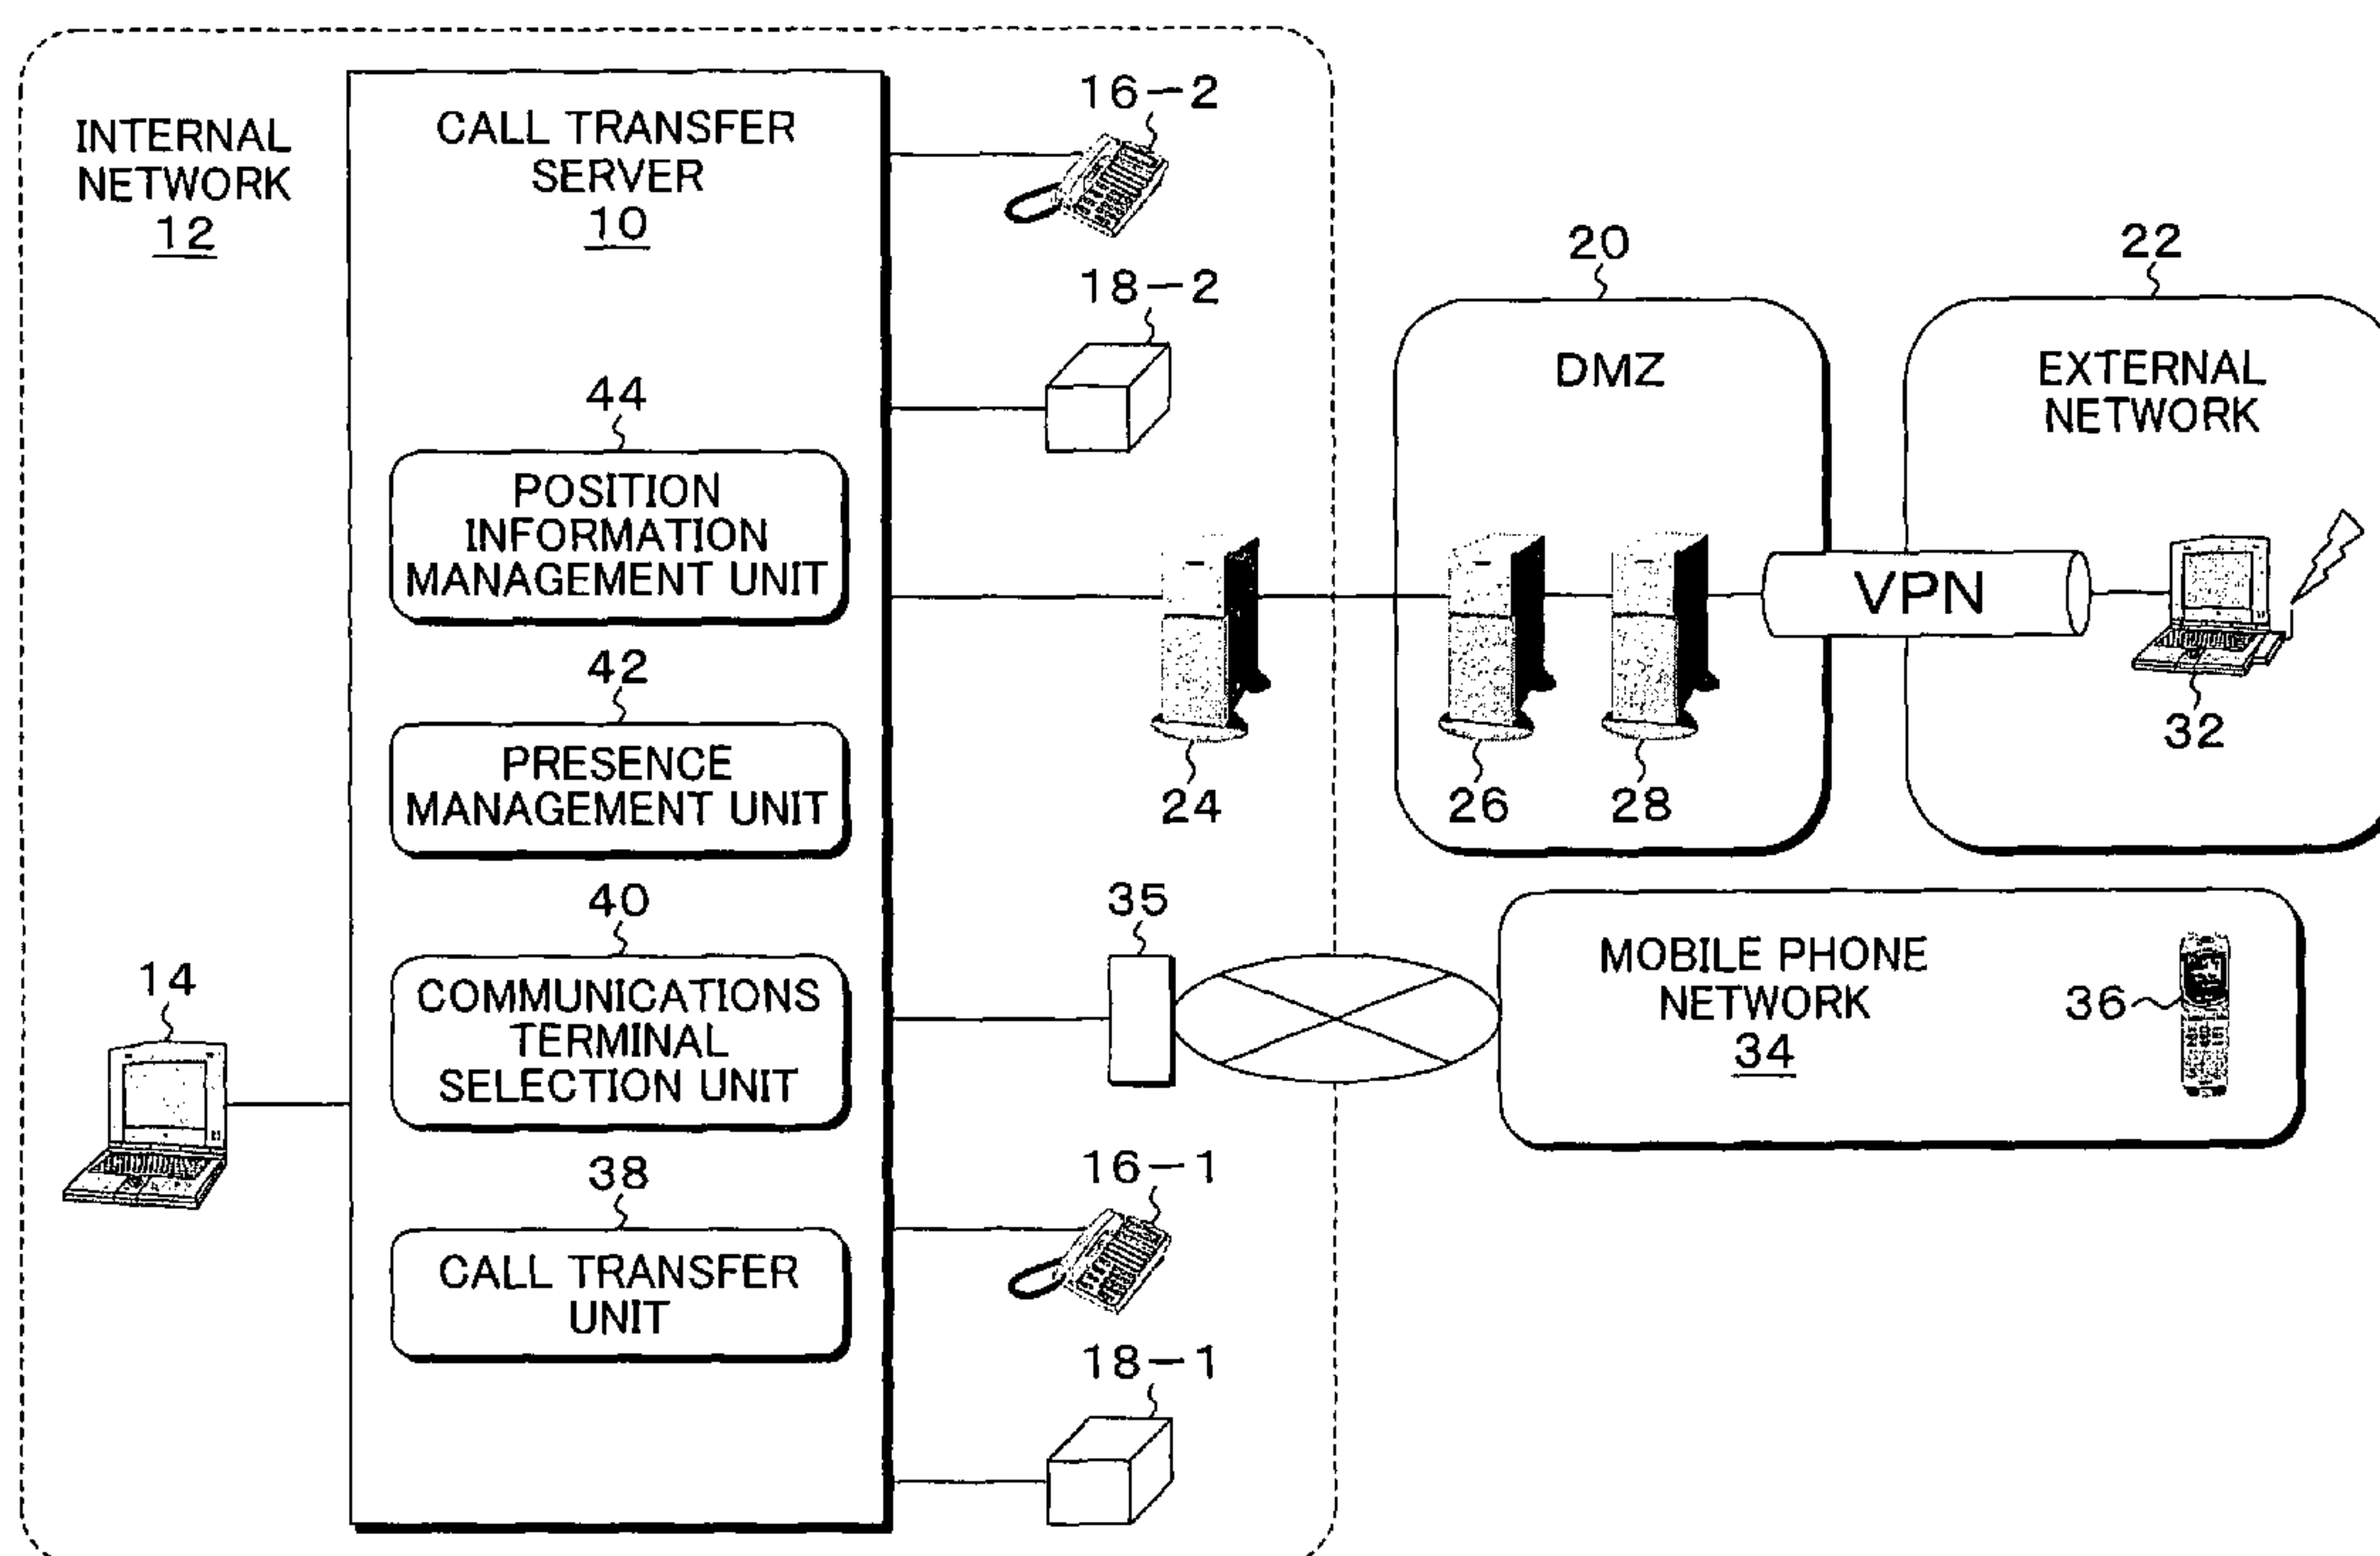 INTERNAL
NETWORK
12
CALL TRANSFER
SERVER
10
44
POSITION
INFORMATION
MANAGEMENT UNIT
42
PRESENCE
MANAGEMENT UNIT
40
COMMUNICATIONS
TERMINAL
SELECTION UNIT
38
CALL TRANSFER
UNIT
14
16-2
18-2
24
35
16-1
18-1
20
DMZ
26
28
VPN
22
EXTERNAL
NETWORK
32
MOBILE PHONE
NETWORK
34
36